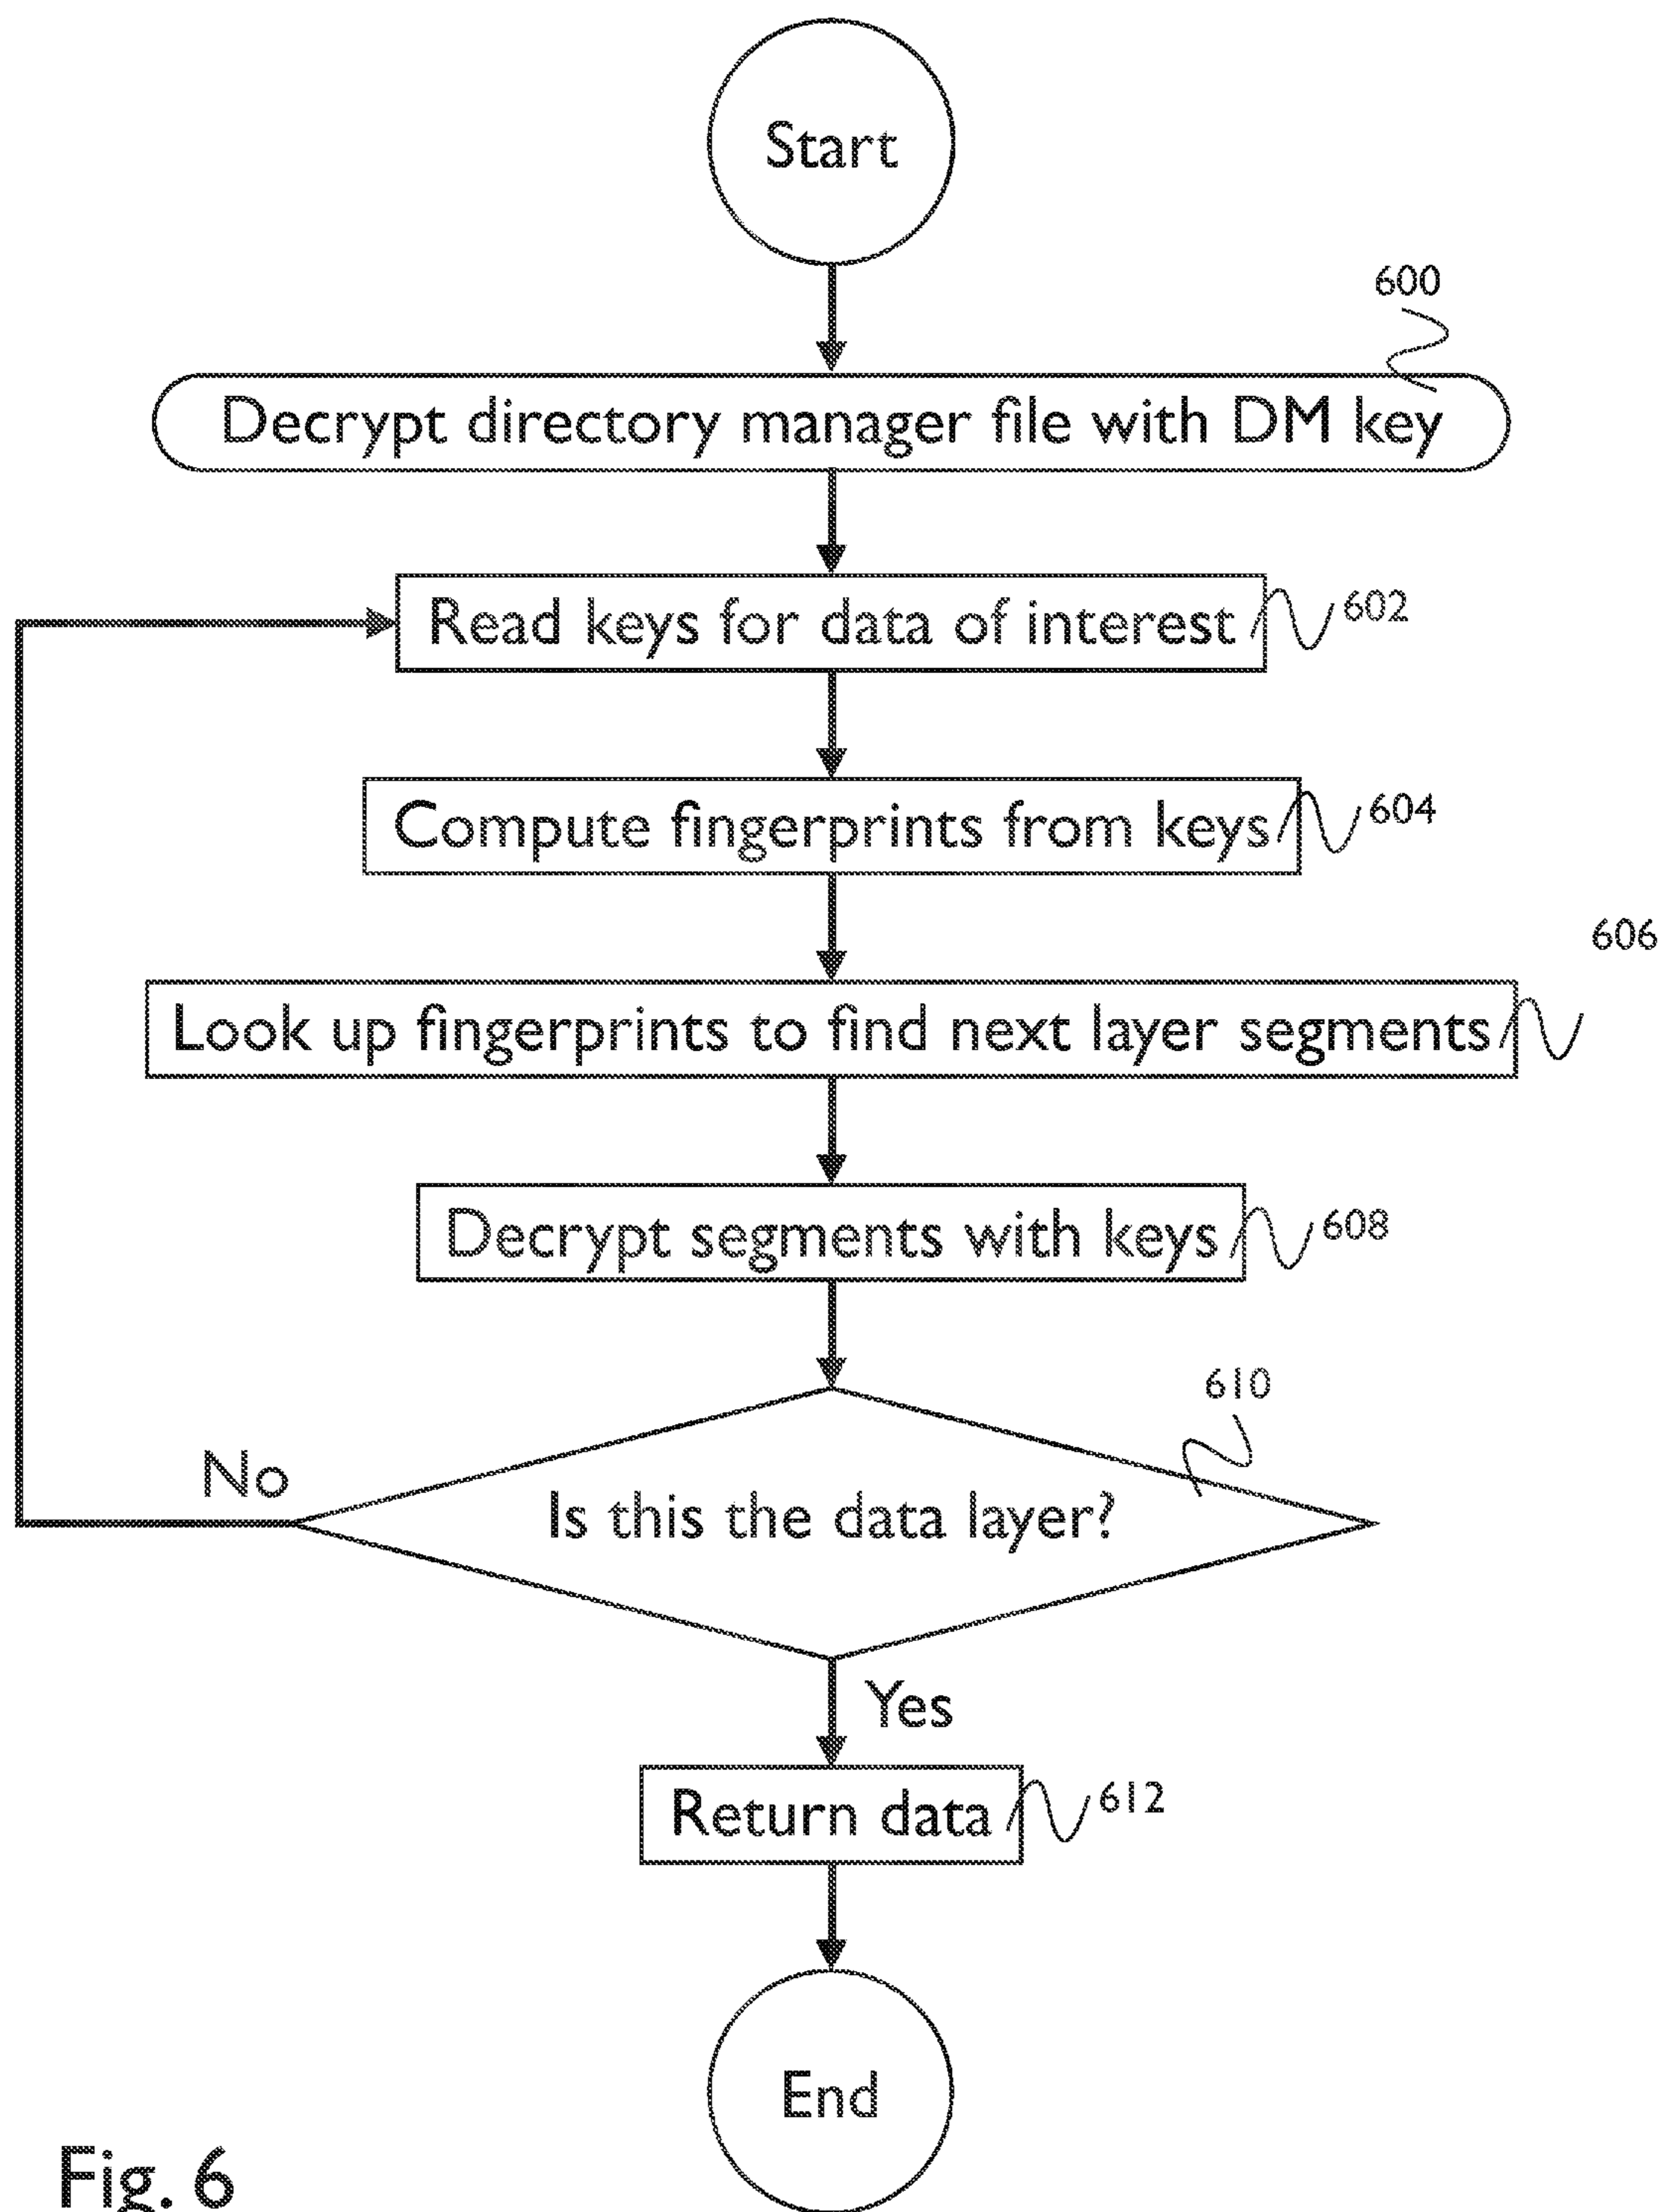 Start
600
Decrypt directory manager file with DM key
Read keys for data of interest
602
Compute fingerprints from keys
604
606
Look up fingerprints to find next layer segments
Decrypt segments with keys
608
610
No
Is this the data layer?
Yes
Return data
612
End
Fig. 6